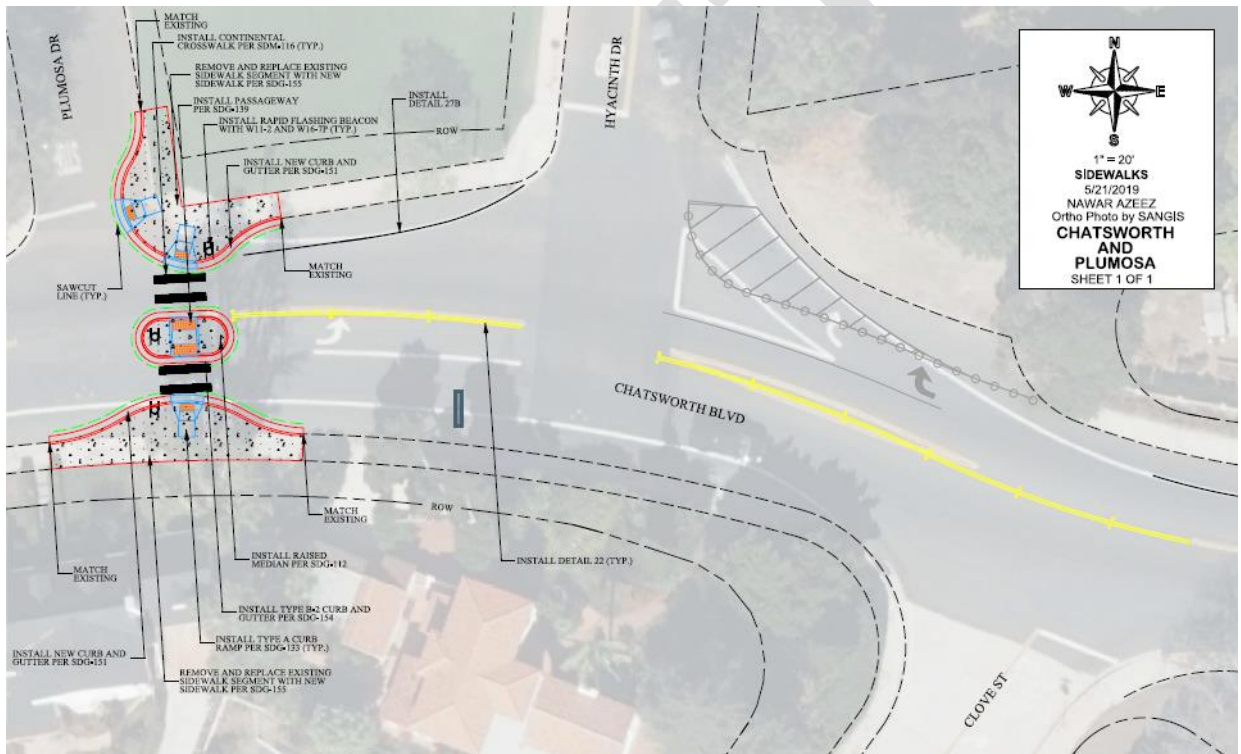 MATCH
EXISTING
INSTALL CONTINENTAL
CROSSWALK PER SDM-116 (TYP.)
REMOVE AND REPLACE EXISTING
SIDEWALK SEGMENT WITH NEW
SIDEWALK PER SDG-155
INSTALL PASSAGEWAY
PER SDG-139
INSTALL RAPID FLASHING BEACON
WITH W11-2 AND W16-7P (TYP.)
INSTALL NEW CURB AND
GUTTER PER SDG-151
INSTALL
DETAIL 27B
ROW
PLUMOSA DR
HYACINTH DR
N
W
E
S
1" = 20'
SIDEWALKS
5/21/2019
NAWAR AZEEZ
Ortho Photo by SANGIS
CHATSWORTH
AND
PLUMOSA
SHEET 1 OF 1
SAWCUT
LINE (TYP.)
MATCH
EXISTING
CHATSWORTH BLVD
ROW
MATCH
EXISTING
MATCH
EXISTING
INSTALL RAISED
MEDIAN PER SDG-112
INSTALL DETAIL 22 (TYP.)
INSTALL TYPE B-2 CURB AND
GUTTER PER SDG-154
INSTALL TYPE A CURB
RAMP PER SDG-133 (TYP.)
INSTALL NEW CURB AND
GUTTER PER SDG-151
REMOVE AND REPLACE EXISTING
SIDEWALK SEGMENT WITH NEW
SIDEWALK PER SDG-155
CLOVE ST